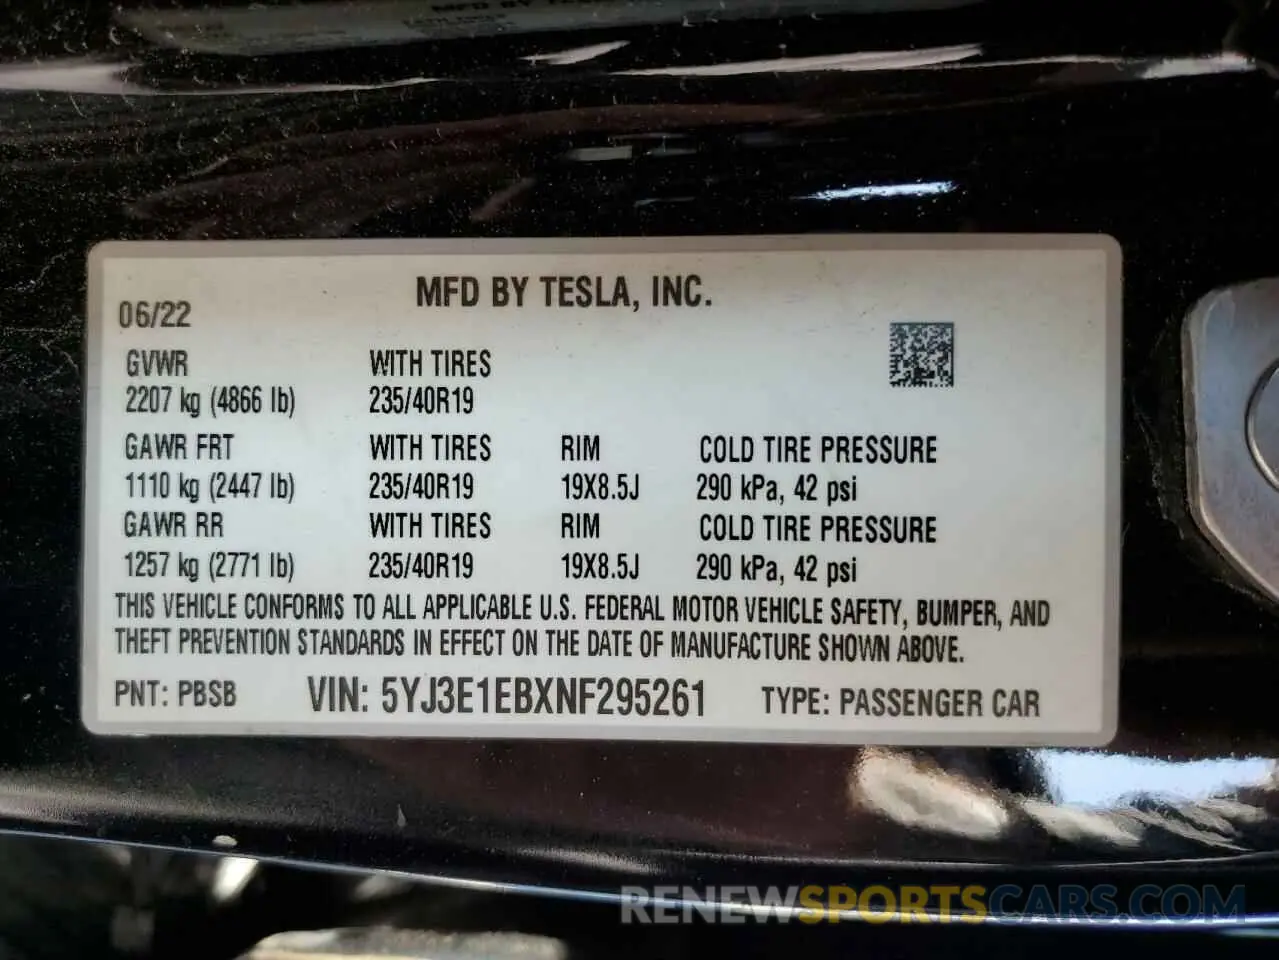 MFD BY TESLA, INC.
06/22
GVWR WITH TIRES
2207 kg (4866 lb) 235/40R19
GAWR FRT WITH TIRES RIM COLD TIRE PRESSURE
1110 kg (2447 lb) 235/40R19 19X8.5J 290 kPa, 42 psi
GAWR RR WITH TIRES RIM COLD TIRE PRESSURE
1257 kg (2771 lb) 235/40R19 19X8.5J 290 kPa, 42 psi
THIS VEHICLE CONFORMS TO ALL APPLICABLE U.S. FEDERAL MOTOR VEHICLE SAFETY, BUMPER, AND
THEFT PREVENTION STANDARDS IN EFFECT ON THE DATE OF MANUFACTURE SHOWN ABOVE.
PNT: PBSB VIN: 5YJ3E1EBXNF295261 TYPE: PASSENGER CAR
RENEWSPORTSCARS.COM